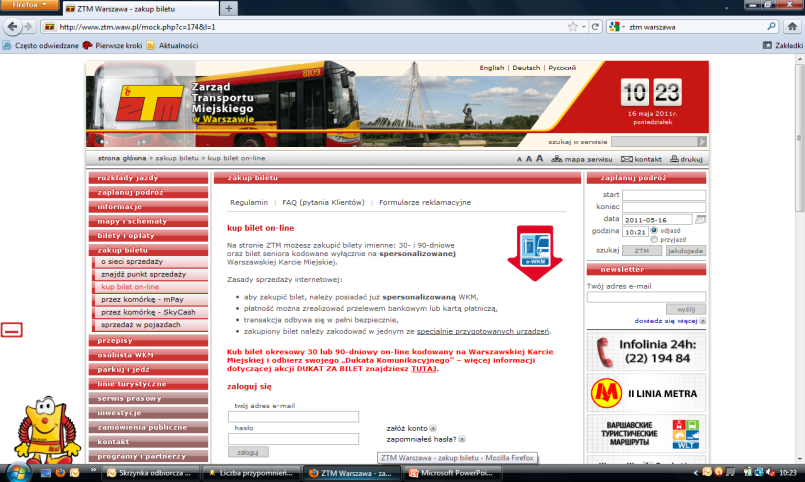 Firefox
ZTM Warszawa - zakup biletu
http://www.ztm.waw.pl/mock.php?c=174&l=1
ztm warszawa
Często odwiedzane
Pierwsze kroki
Aktualności
Zakładki
English | Deutsch | Русский
ZTM
Zarząd
Transportu
Miejskiego
w Warszawie
8109
10 23
16 maja 2011r.
poniedziałek
szukaj w serwisie
strona główna » zakup biletu » kup bilet on-line
A A A
mapa serwisu
kontakt
drukuj
rozkłady jazdy
zaplanuj podróż
informacje
mapy i schematy
bilety i opłaty
zakup biletu
o sieci sprzedaży
znajdź punkt sprzedaży
kup bilet on-line
przez komórkę - mPay
przez komórkę - SkyCash
sprzedaż w pojazdach
przepisy
osobista WKM
parkuj i jedź
linie turystyczne
serwis prasowy
inwestycje
zamówienia publiczne
kontakt
programy i partnerzy
zakup biletu
Regulamin | FAQ (pytania Klientów) | Formularze reklamacyjne
kup bilet on-line
Na stronie ZTM możesz zakupić bilety imienne: 30- i 90-dniowe
oraz bilet seniora kodowane wyłącznie na spersonalizowanej
Warszawskiej Karcie Miejskiej.
e-WKM
Zasady sprzedaży internetowej:
• aby zakupić bilet, należy posiadać już spersonalizowaną WKM,
• płatność można zrealizować przelewem bankowym lub kartą płatniczą,
• transakcja odbywa się w pełni bezpiecznie,
• zakupiony bilet należy zakodować w jednym ze specjalnie przygotowanych urządzeń.
Kup bilet okresowy 30 lub 90-dniowy on-line kodowany na Warszawskiej Karcie
Miejskiej i odbierz swojego „Dukata Komunikacyjnego” – więcej informacji
dotyczącej akcji DUKAT ZA BILET znajdziesz TUTAJ.
zaloguj się
twój adres e-mail
hasło
załóż konto
zapomniałeś hasła?
zaloguj
zaplanuj podróż
start
koniec
data 2011-05-16
godzina 10:21 odjazd
przyjazd
szukaj ZTM jakdojade
newsletter
Twój adres e-mail
wyślij
dowiedz się więcej
Infolinia 24h:
(22) 194 84
M II LINIA METRA
ВАРШАВСКИЕ
ТУРИСТИЧЕСКИЕ
МАРШРУТЫ
WLT
ZTM Warszawa - zakup biletu - Mozilla Firefox
Skrzynka odbiorcza ...
Liczba przypomnień...
ZTM Warszawa - za...
Microsoft PowerPoi...
10:23